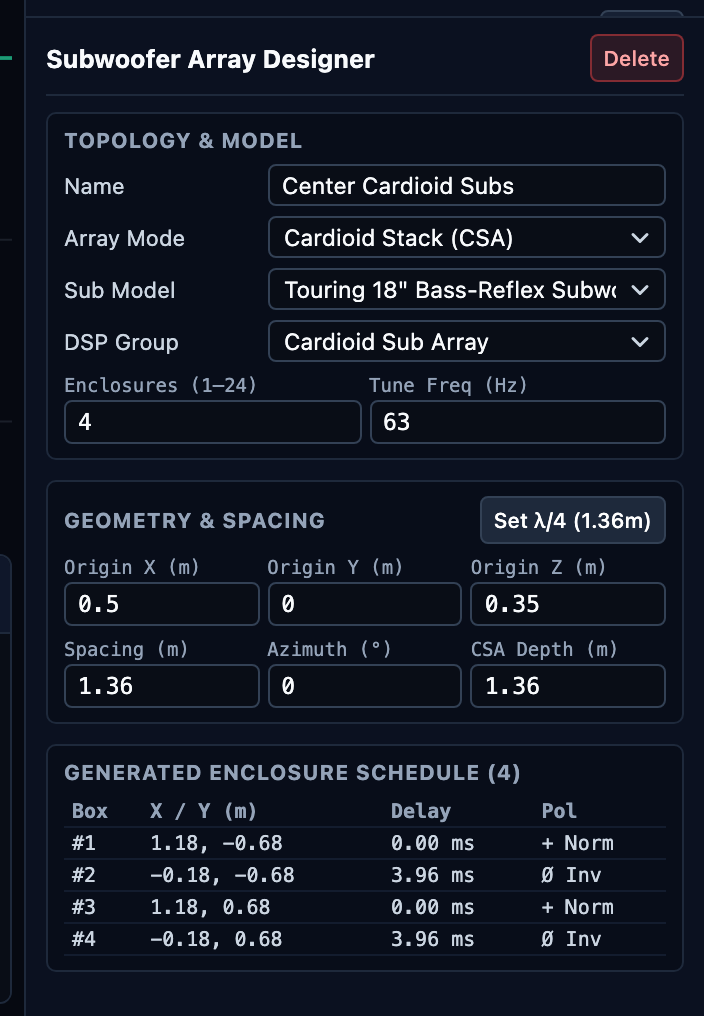 Subwoofer Array Designer
Delete
TOPOLOGY & MODEL
Name
Center Cardioid Subs
Array Mode
Cardioid Stack (CSA)
Sub Model
Touring 18" Bass-Reflex Subwo
DSP Group
Cardioid Sub Array
Enclosures (1–24) Tune Freq (Hz)
4 63
GEOMETRY & SPACING
Set λ/4 (1.36m)
Origin X (m) Origin Y (m) Origin Z (m)
0.5 0 0.35
Spacing (m) Azimuth (°) CSA Depth (m)
1.36 0 1.36
GENERATED ENCLOSURE SCHEDULE (4)
Box X / Y (m) Delay Pol
#1 1.18, −0.68 0.00 ms + Norm
#2 −0.18, −0.68 3.96 ms Ø Inv
#3 1.18, 0.68 0.00 ms + Norm
#4 −0.18, 0.68 3.96 ms Ø Inv